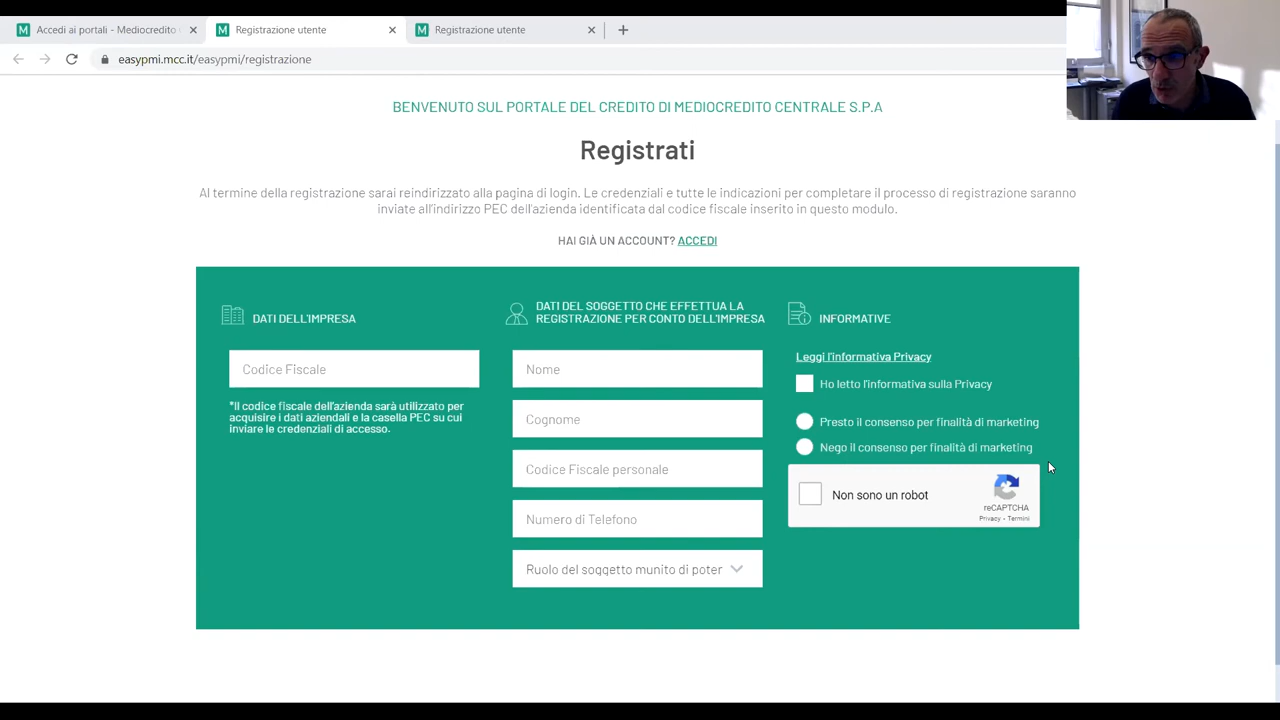 Accedi ai portali - Mediocredito
Registrazione utente
Registrazione utente
easypmi.mcc.it/easypmi/registrazione
BENVENUTO SUL PORTALE DEL CREDITO DI MEDIOCREDITO CENTRALE S.P.A
Registrati
Al termine della registrazione sarai reindirizzato alla pagina di login. Le credenziali e tutte le indicazioni per completare il processo di registrazione saranno
inviate all'indirizzo PEC dell'azienda identificata dal codice fiscale inserito in questo modulo.
HAI GIÀ UN ACCOUNT? ACCEDI
DATI DELL'IMPRESA
Codice Fiscale
*Il codice fiscale dell'azienda sarà utilizzato per
acquisire i dati aziendali e la casella PEC su cui
inviare le credenziali di accesso.
DATI DEL SOGGETTO CHE EFFETTUA LA
REGISTRAZIONE PER CONTO DELL'IMPRESA
Nome
Cognome
Codice Fiscale personale
Numero di Telefono
Ruolo del soggetto munito di poter
INFORMATIVE
Leggi l'informativa Privacy
Ho letto l'informativa sulla Privacy
Presto il consenso per finalità di marketing
Nego il consenso per finalità di marketing
Non sono un robot
reCAPTCHA
Privacy - Termini